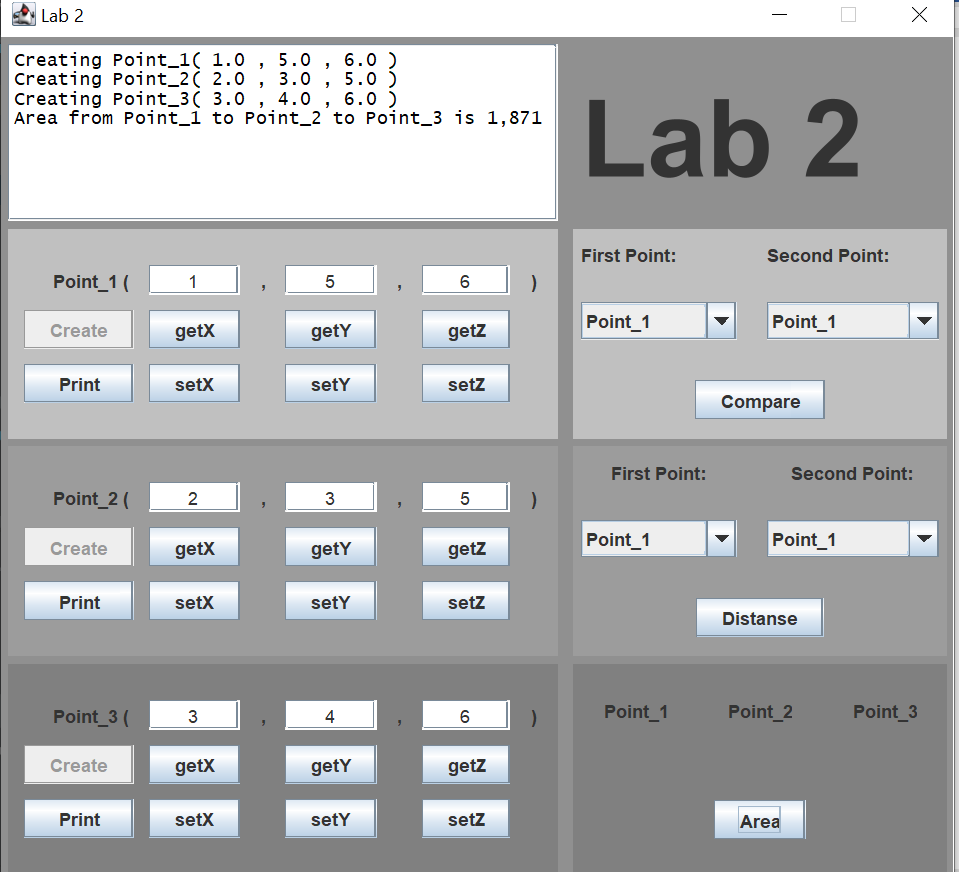 Lab 2
Creating Point_1( 1.0 , 5.0 , 6.0 )
Creating Point_2( 2.0 , 3.0 , 5.0 )
Creating Point_3( 3.0 , 4.0 , 6.0 )
Area from Point_1 to Point_2 to Point_3 is 1,871
Lab 2
Point_1 ( 1 , 5 , 6 )
Create getX getY getZ
Print setX setY setZ
First Point: Second Point:
Point_1 Point_1
Compare
Point_2 ( 2 , 3 , 5 )
Create getX getY getZ
Print setX setY setZ
First Point: Second Point:
Point_1 Point_1
Distanse
Point_3 ( 3 , 4 , 6 )
Create getX getY getZ
Print setX setY setZ
Point_1 Point_2 Point_3
Area